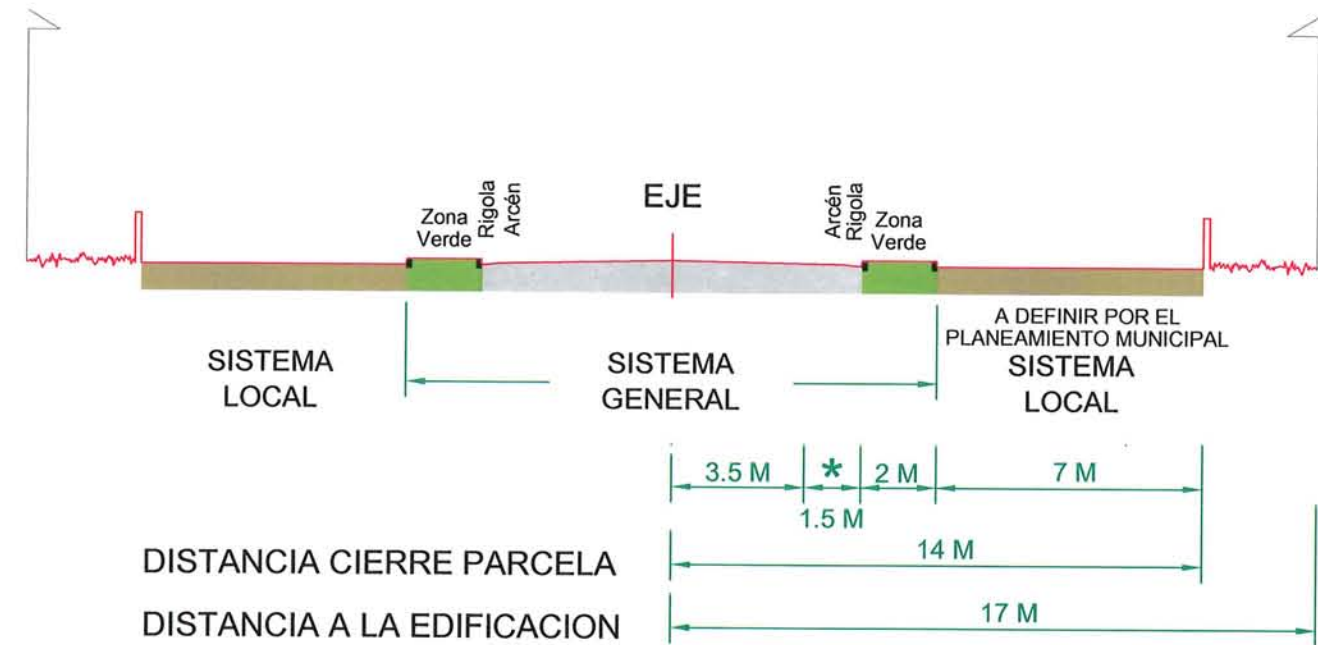 EJE
Zona
Verde
Rigola
Arcén
Arcén
Rigola
Zona
Verde
A DEFINIR POR EL
PLANEAMIENTO MUNICIPAL
SISTEMA
LOCAL
SISTEMA
GENERAL
SISTEMA
LOCAL
3.5 M
*
2 M
7 M
1.5 M
DISTANCIA CIERRE PARCELA
14 M
DISTANCIA A LA EDIFICACION
17 M